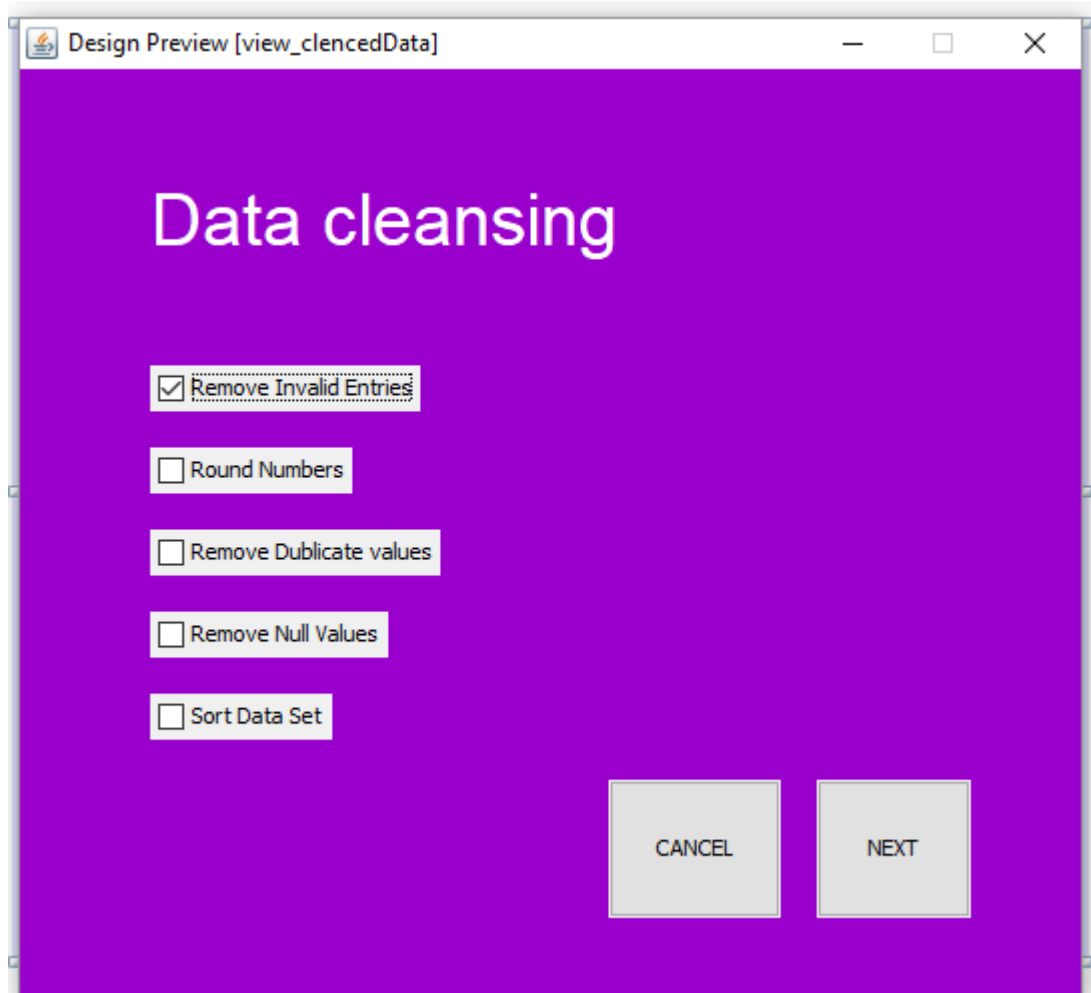 Design Preview [view_clencedData]
Data cleansing
Remove Invalid Entries
Round Numbers
Remove Dublicate values
Remove Null Values
Sort Data Set
CANCEL NEXT